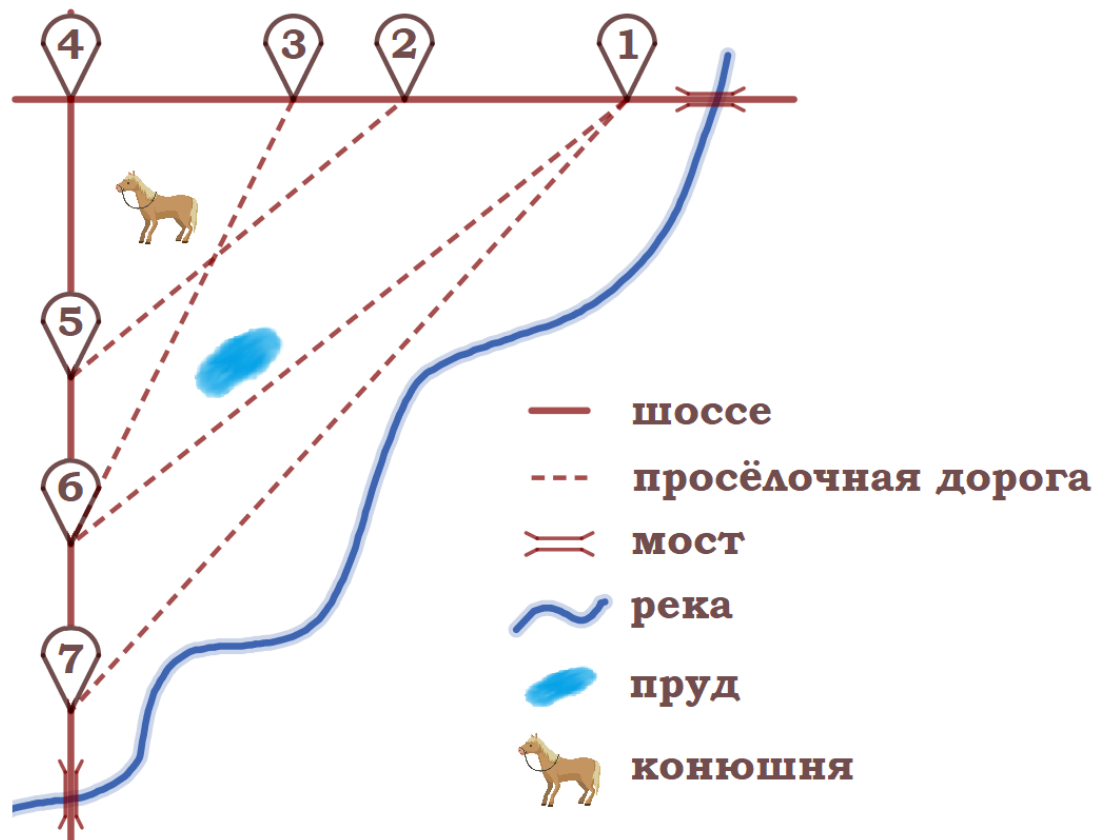 4 3 2 1
5
6
7
шоссе
просёлочная дорога
мост
река
пруд
конюшня